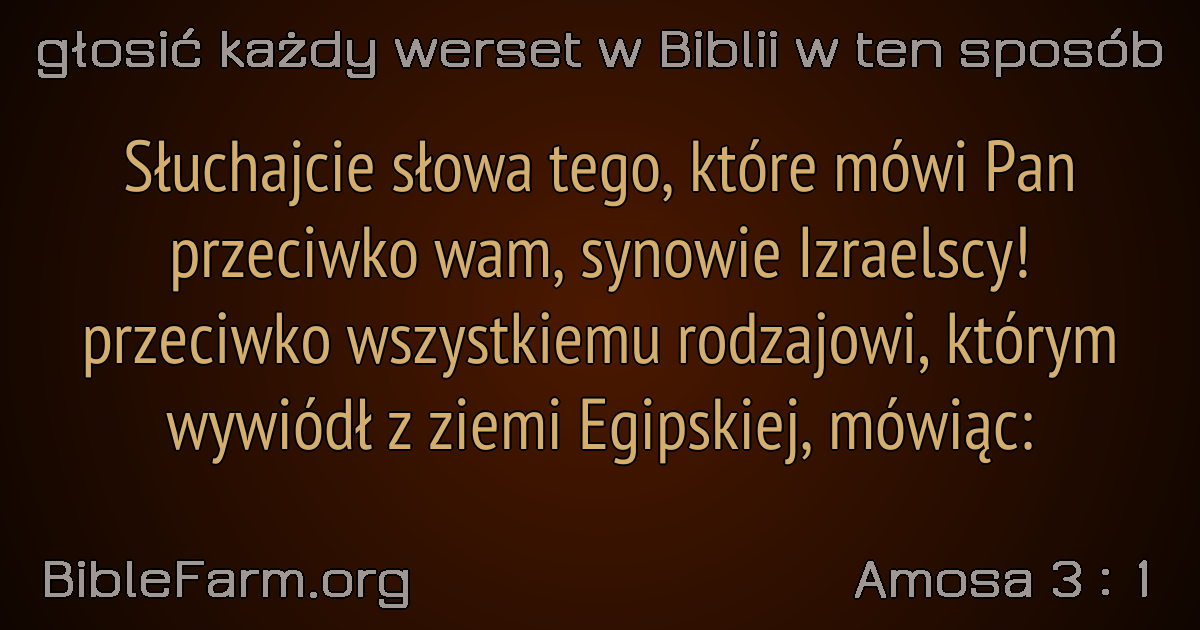 głosić każdy werset w Biblii w ten sposób
Słuchajcie słowa tego, które mówi Pan
przeciwko wam, synowie Izraelscy!
przeciwko wszystkiemu rodzajowi, którym
wywiódł z ziemi Egipskiej, mówiąc:
BibleFarm.org
Amosa 3 : 1